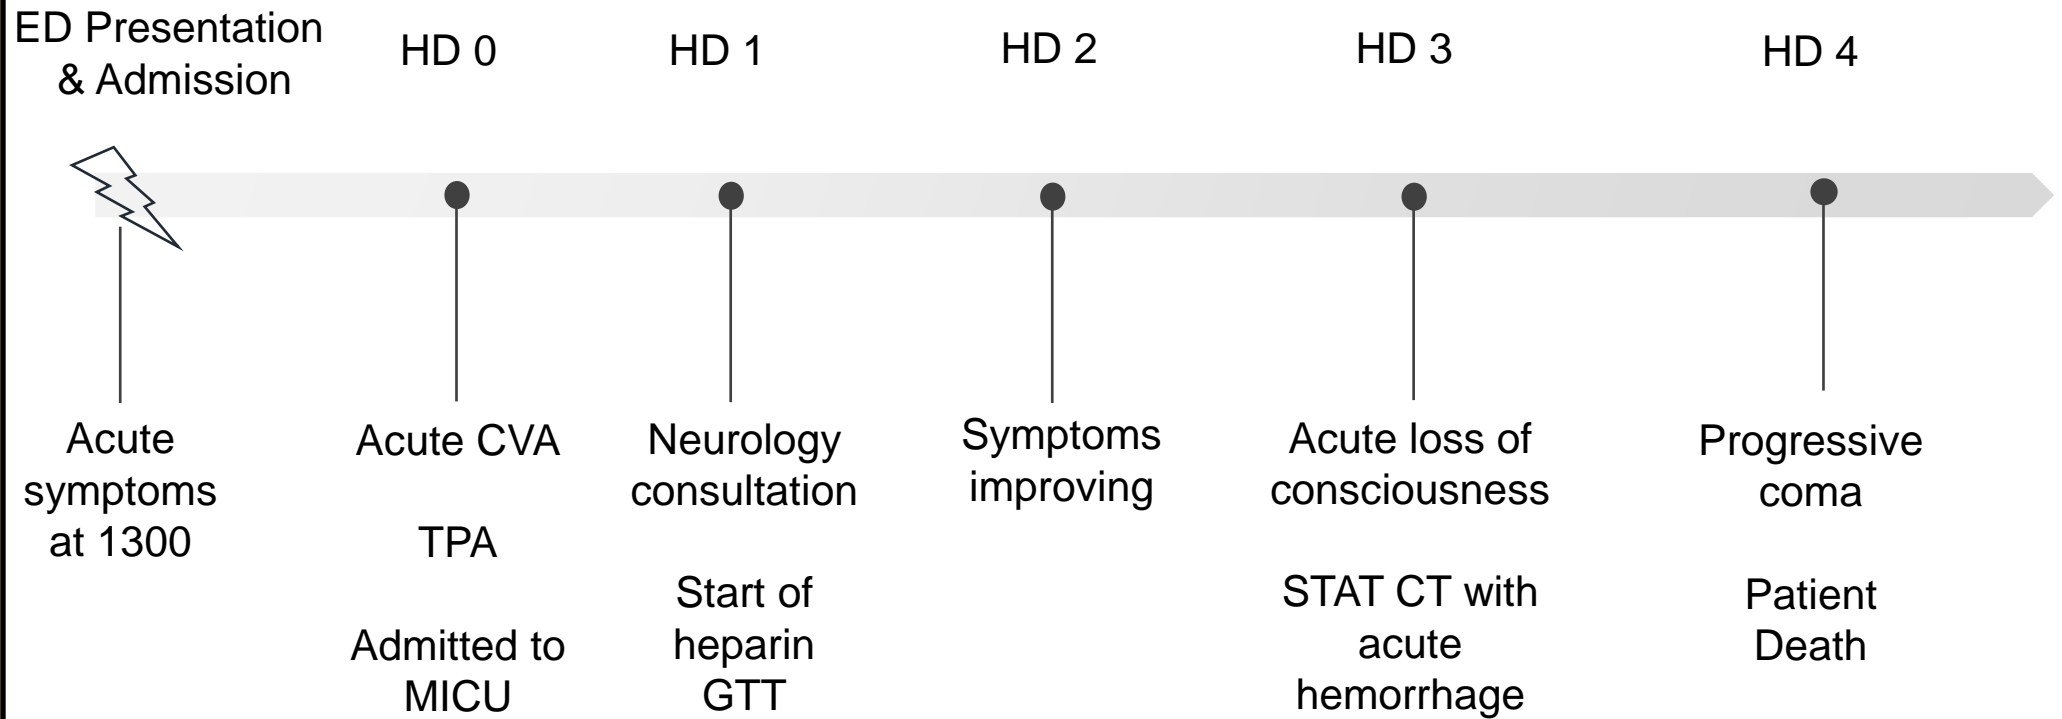 ED Presentation
& Admission
HD 0
HD 1
HD 2
HD 3
HD 4
Acute
symptoms
at 1300
Acute CVA
TPA
Admitted to
MICU
Neurology
consultation
Start of
heparin
GTT
Symptoms
improving
Acute loss of
consciousness
STAT CT with
acute
hemorrhage
Progressive
coma
Patient
Death